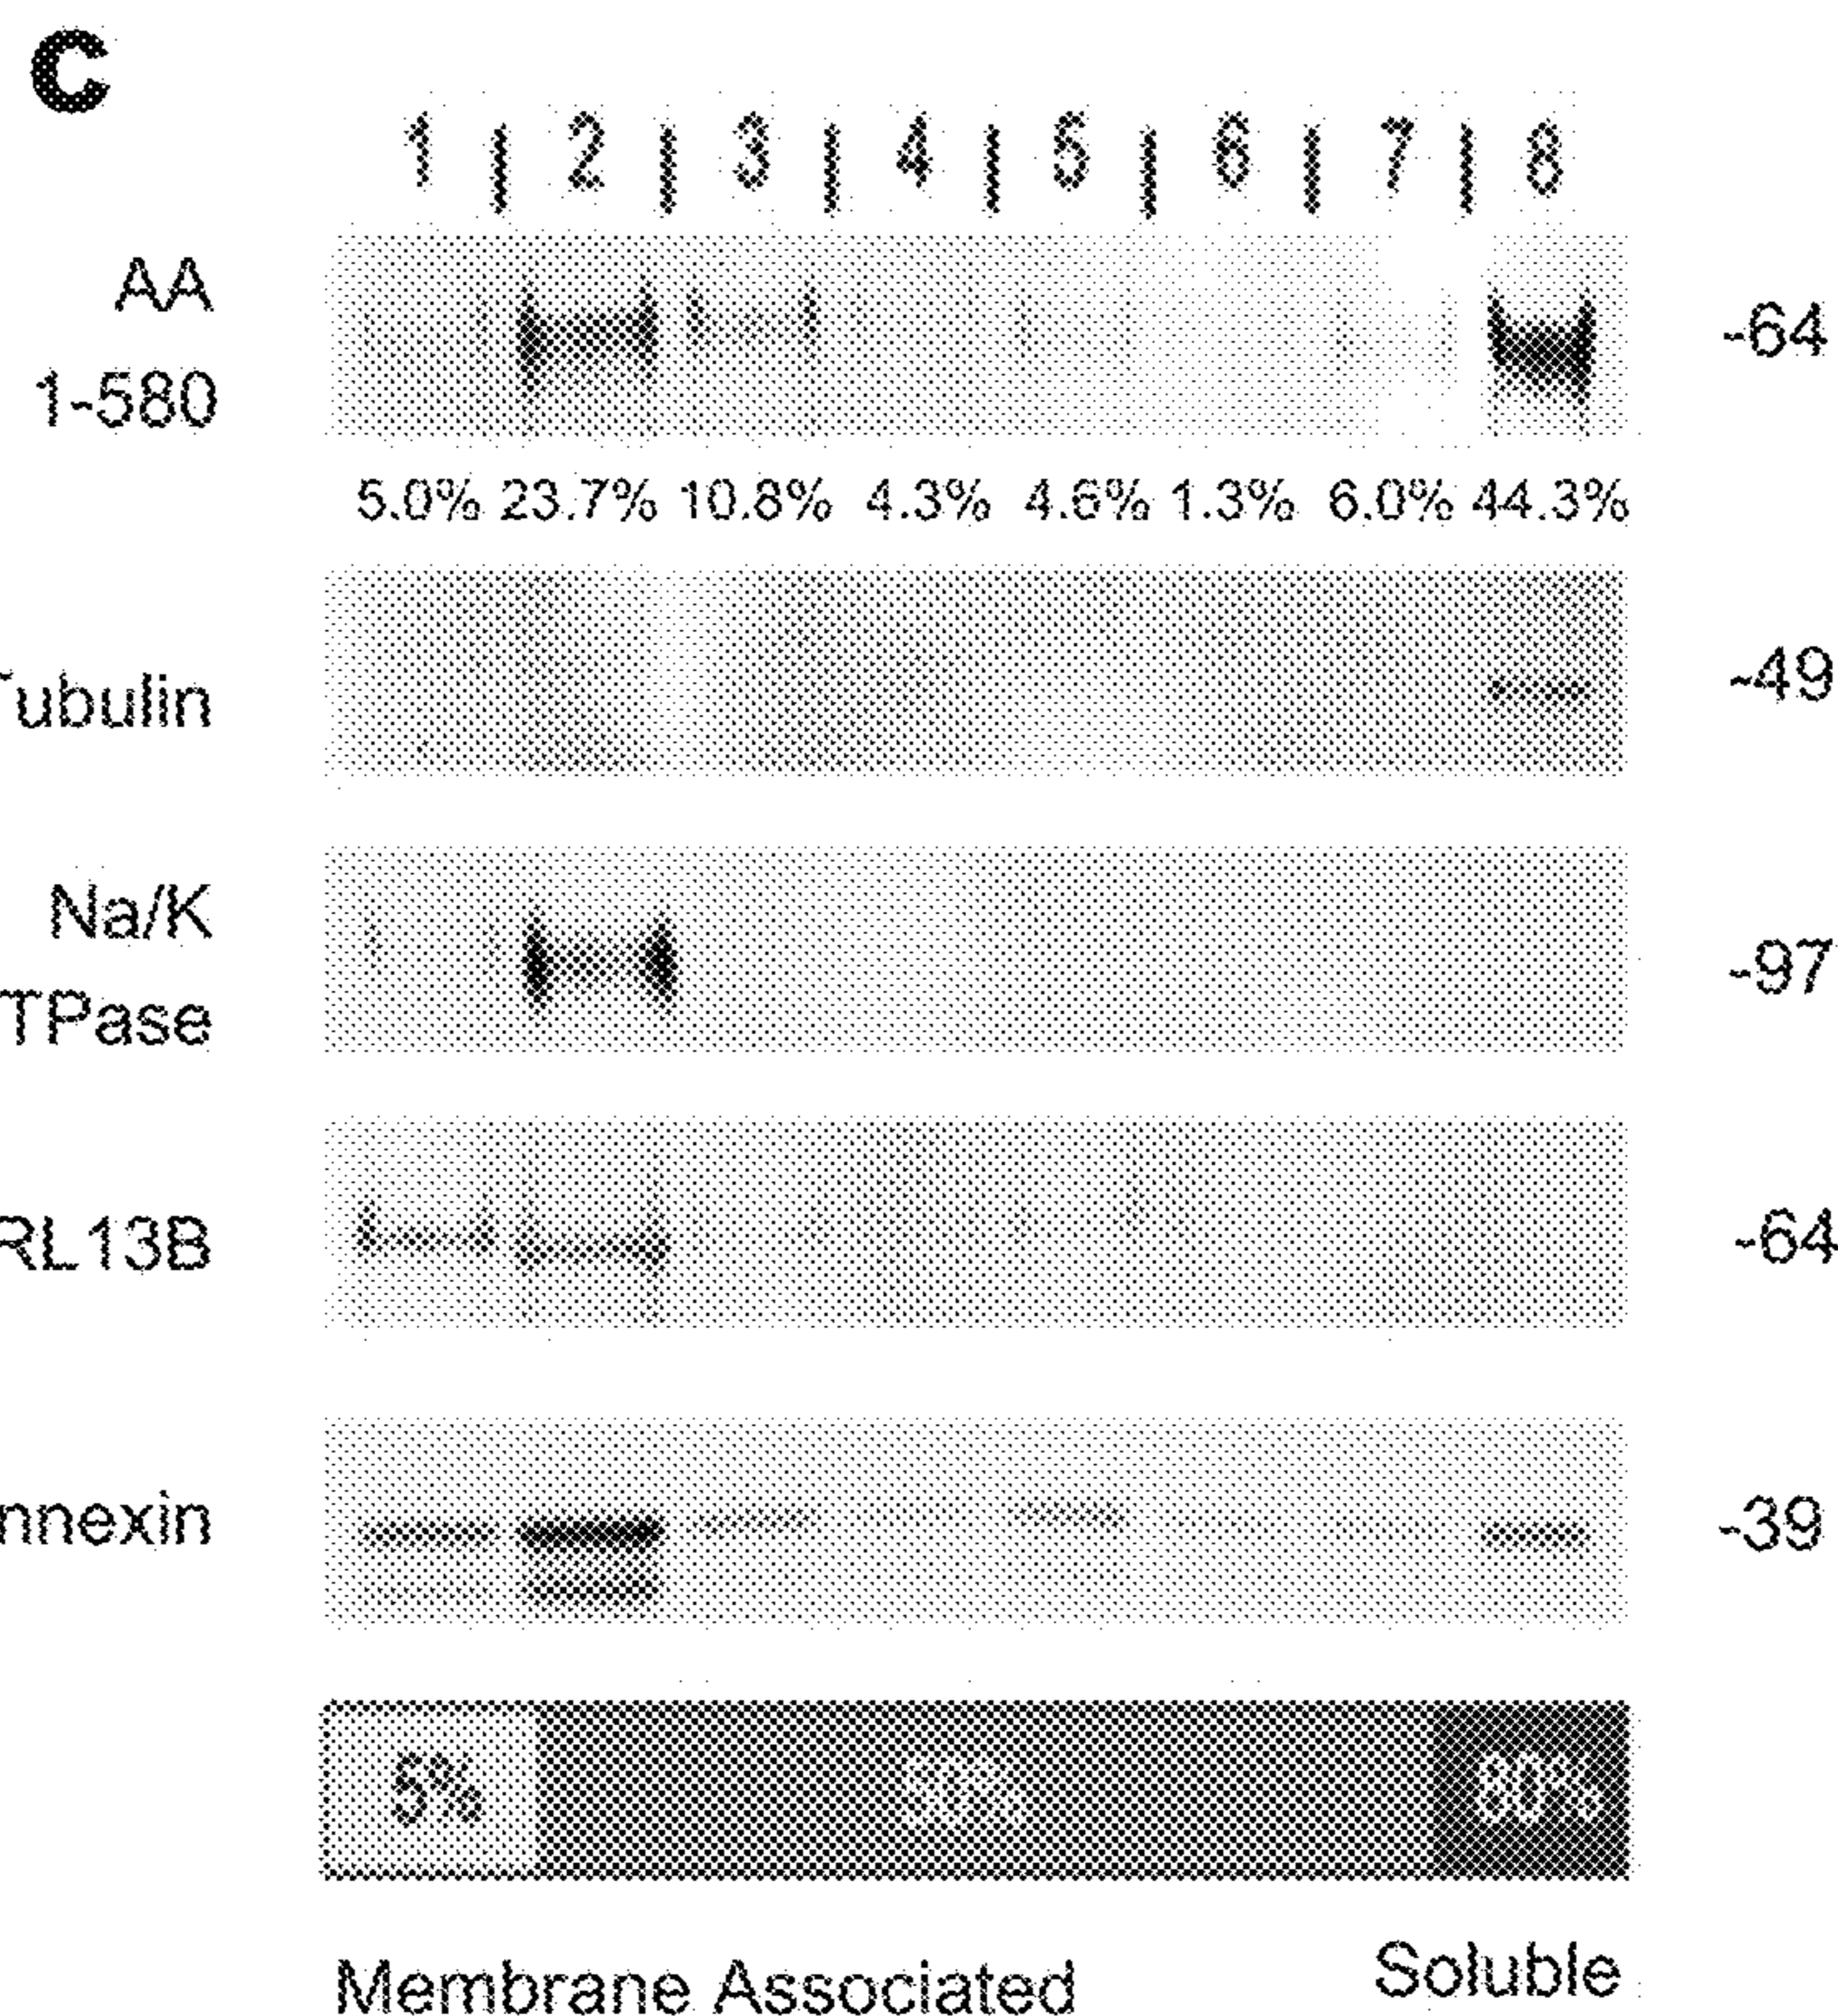 C
1 | 2 | 3 | 4 | 5 | 6 | 7 | 8
AA
1-580
-64
5.0% 23.7% 10.8% 4.3% 4.6% 1.3% 6.0% 44.3%
Tubulin
-49
Na/K
TPase
-97
RL13B
-64
nnexin
-39
5% 80%
Membrane Associated
Soluble